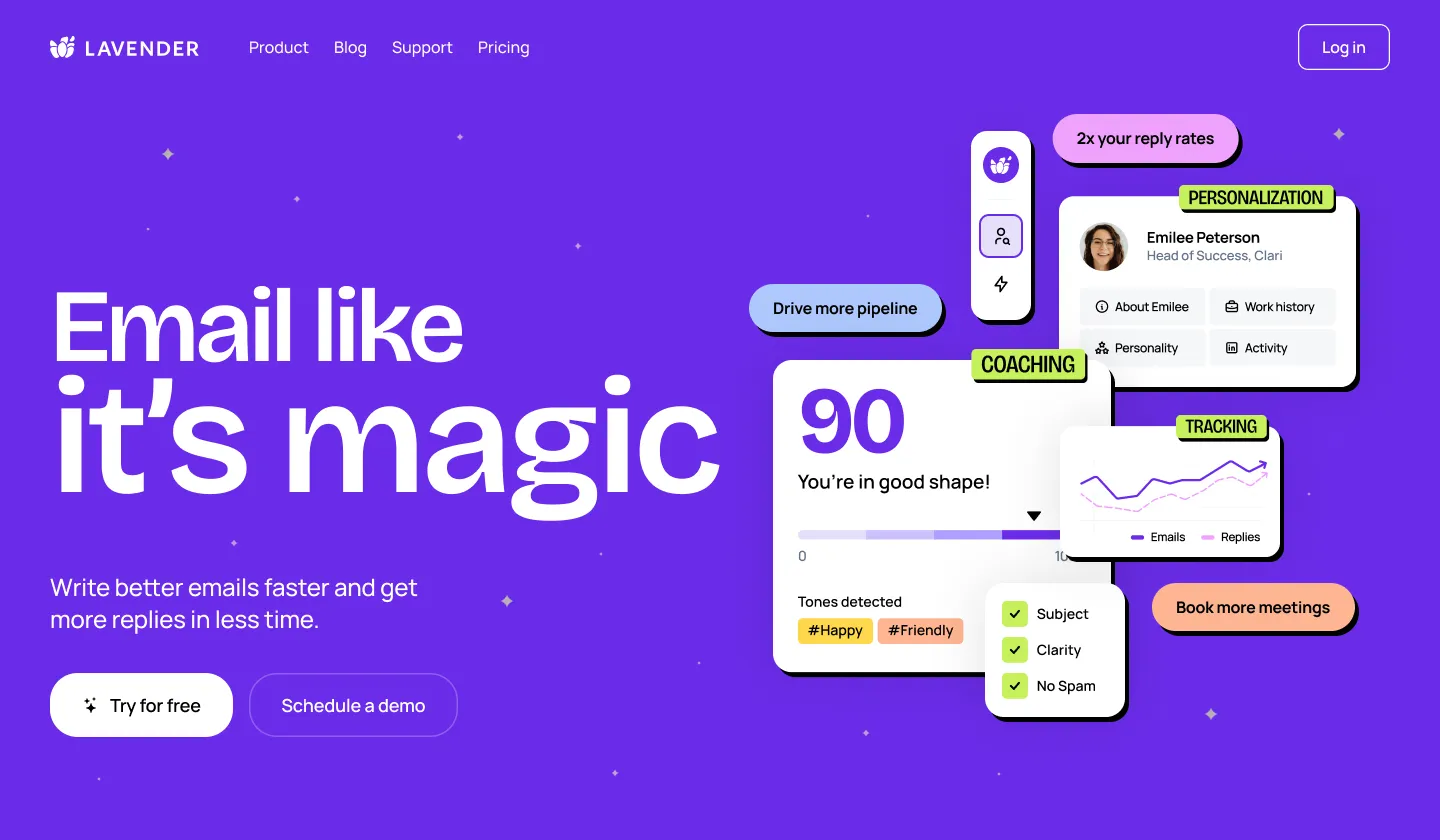 LAVENDER
Product
Blog
Support
Pricing
Log in
Email like
it's magic
Write better emails faster and get
more replies in less time.
Try for free
Schedule a demo
2x your reply rates
PERSONALIZATION
Emilee Peterson
Head of Success, Clari
About Emilee
Work history
Personality
Activity
Drive more pipeline
COACHING
90
You're in good shape!
0
10
Tones detected
#Happy
#Friendly
TRACKING
Emails
Replies
Subject
Clarity
No Spam
Book more meetings